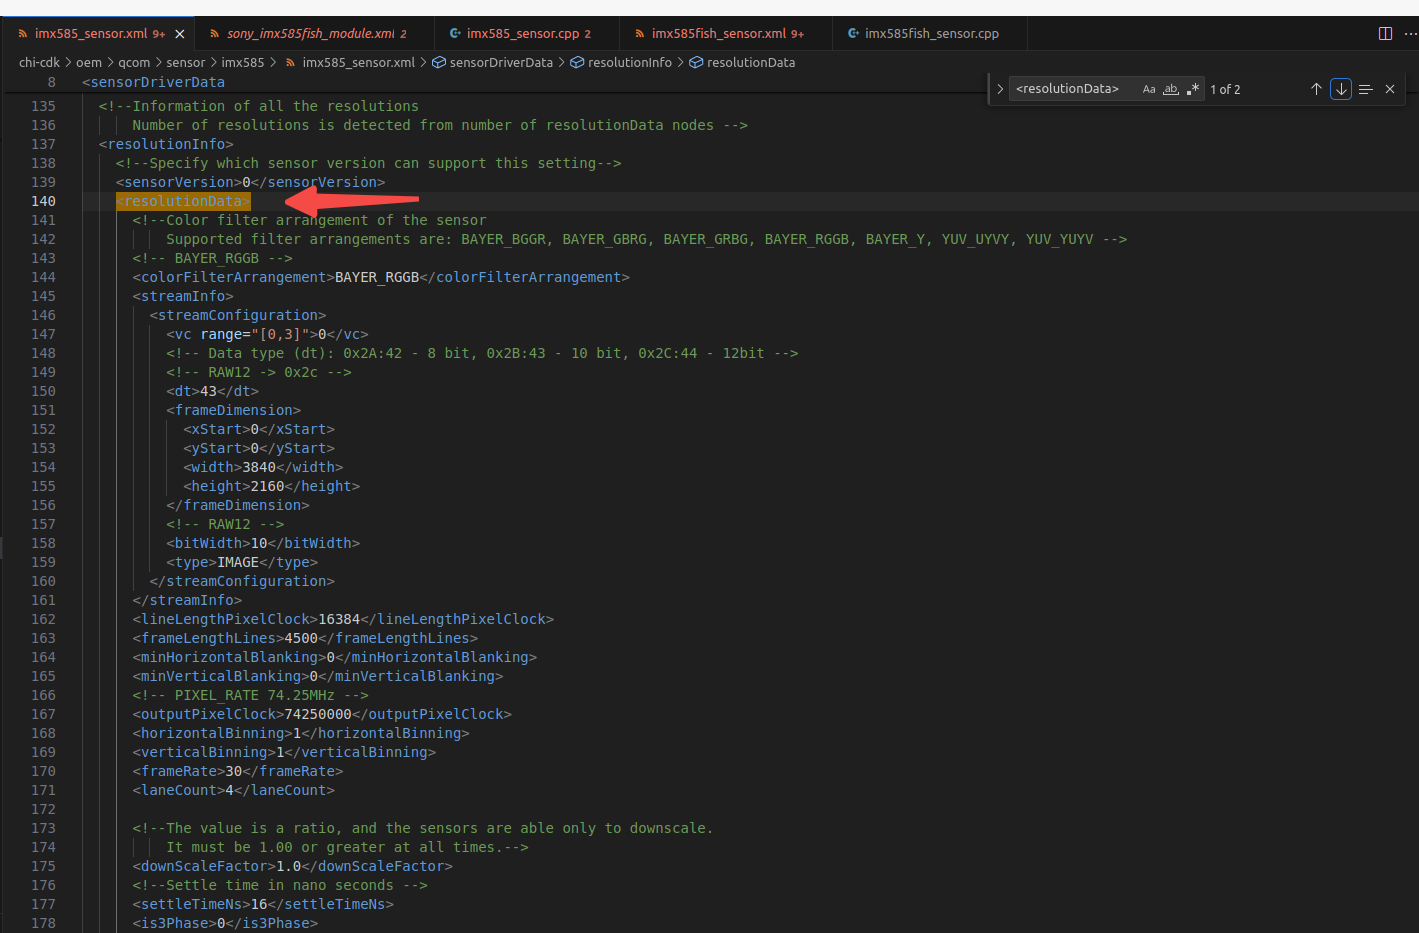 imx585_sensor.xml 9+
sony_imx585fish_module.xml 2
imx585_sensor.cpp 2
imx585fish_sensor.xml 9+
imx585fish_sensor.cpp
chi-cdk > oem > qcom > sensor > imx585 > imx585_sensor.xml > sensorDriverData > resolutionInfo > resolutionData
8 <sensorDriverData
<resolutionData> Aa ab .* 1 of 2
135 <!--Information of all the resolutions
136 Number of resolutions is detected from number of resolutionData nodes -->
137 <resolutionInfo>
138 <!--Specify which sensor version can support this setting-->
139 <sensorVersion>0</sensorVersion>
140 <resolutionData>
141 <!--Color filter arrangement of the sensor
142 Supported filter arrangements are: BAYER_BGGR, BAYER_GBRG, BAYER_GRBG, BAYER_RGGB, BAYER_Y, YUV_UYVY, YUV_YUYV -->
143 <!-- BAYER_RGGB -->
144 <colorFilterArrangement>BAYER_RGGB</colorFilterArrangement>
145 <streamInfo>
146 <streamConfiguration>
147 <vc range="[0,3]">0</vc>
148 <!-- Data type (dt): 0x2A:42 - 8 bit, 0x2B:43 - 10 bit, 0x2C:44 - 12bit -->
149 <!-- RAW12 -> 0x2c -->
150 <dt>43</dt>
151 <frameDimension>
152 <xStart>0</xStart>
153 <yStart>0</yStart>
154 <width>3840</width>
155 <height>2160</height>
156 </frameDimension>
157 <!-- RAW12 -->
158 <bitWidth>10</bitWidth>
159 <type>IMAGE</type>
160 </streamConfiguration>
161 </streamInfo>
162 <lineLengthPixelClock>16384</lineLengthPixelClock>
163 <frameLengthLines>4500</frameLengthLines>
164 <minHorizontalBlanking>0</minHorizontalBlanking>
165 <minVerticalBlanking>0</minVerticalBlanking>
166 <!-- PIXEL_RATE 74.25MHz -->
167 <outputPixelClock>74250000</outputPixelClock>
168 <horizontalBinning>1</horizontalBinning>
169 <verticalBinning>1</verticalBinning>
170 <frameRate>30</frameRate>
171 <laneCount>4</laneCount>
172
173 <!--The value is a ratio, and the sensors are able only to downscale.
174 It must be 1.00 or greater at all times.-->
175 <downScaleFactor>1.0</downScaleFactor>
176 <!--Settle time in nano seconds -->
177 <settleTimeNs>16</settleTimeNs>
178 <is3Phase>0</is3Phase>